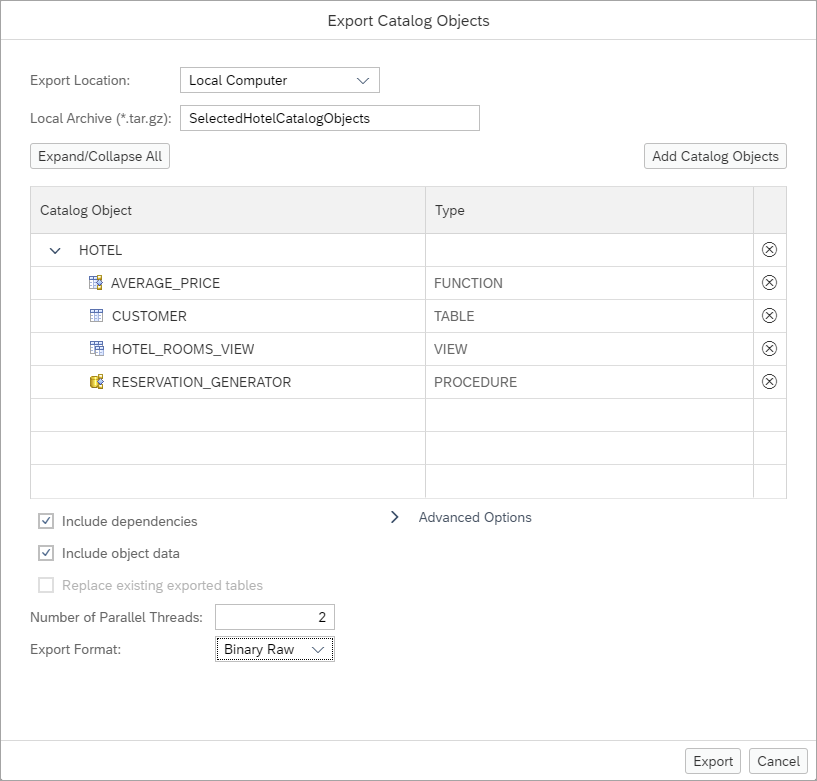 Export Catalog Objects
Export Location: Local Computer
Local Archive (*.tar.gz): SelectedHotelCatalogObjects
Expand/Collapse All Add Catalog Objects
Catalog Object Type
HOTEL
AVERAGE_PRICE FUNCTION
CUSTOMER TABLE
HOTEL_ROOMS_VIEW VIEW
RESERVATION_GENERATOR PROCEDURE
Include dependencies Advanced Options
Include object data
Replace existing exported tables
Number of Parallel Threads: 2
Export Format: Binary Raw
Export Cancel